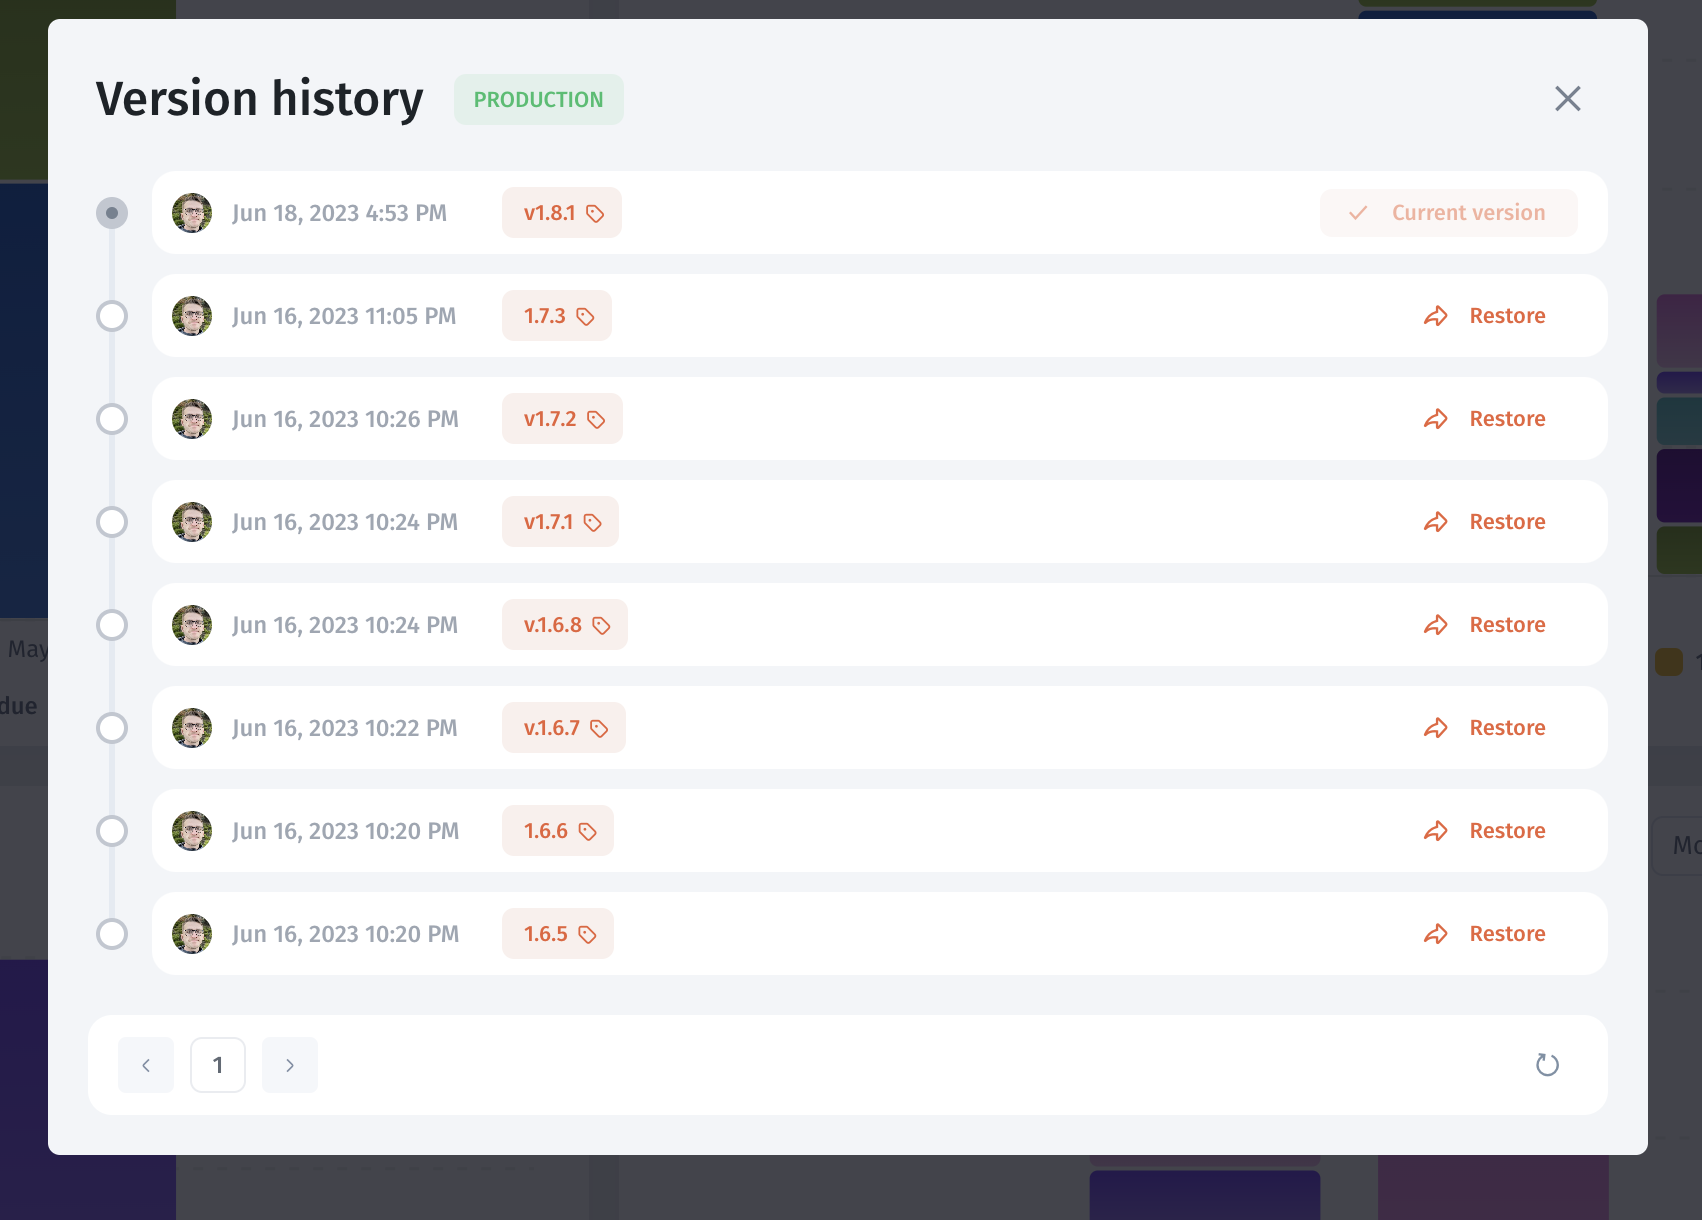 Version history PRODUCTION
Jun 18, 2023 4:53 PM v1.8.1 Current version
Jun 16, 2023 11:05 PM 1.7.3 Restore
Jun 16, 2023 10:26 PM v1.7.2 Restore
Jun 16, 2023 10:24 PM v1.7.1 Restore
Jun 16, 2023 10:24 PM v.1.6.8 Restore
May
Jun 16, 2023 10:22 PM v.1.6.7 Restore
due
Jun 16, 2023 10:20 PM 1.6.6 Restore
Jun 16, 2023 10:20 PM 1.6.5 Restore
1